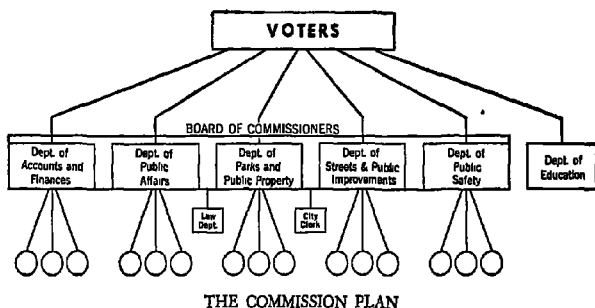 VOTERS
BOARD OF COMMISSIONERS
Dept. of
Accounts and
Finances
Dept. of
Public
Affairs
Dept. of
Parks and
Public Property
Dept. of
Streets & Public
Improvements
Dept. of
Public
Safety
Dept. of
Education
Law
Dept.
City
Clerk
THE COMMISSION PLAN